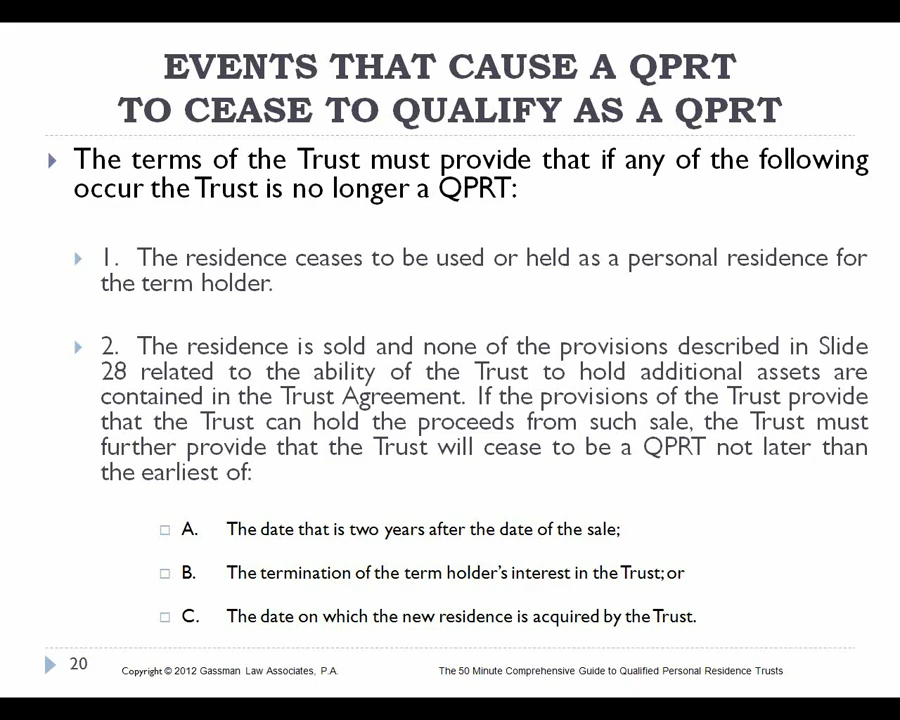 EVENTS THAT CAUSE A QPRT
TO CEASE TO QUALIFY AS A QPRT
The terms of the Trust must provide that if any of the following
occur the Trust is no longer a QPRT:
1. The residence ceases to be used or held as a personal residence for
the term holder.
2. The residence is sold and none of the provisions described in Slide
28 related to the ability of the Trust to hold additional assets are
contained in the Trust Agreement. If the provisions of the Trust provide
that the Trust can hold the proceeds from such sale, the Trust must
further provide that the Trust will cease to be a QPRT not later than
the earliest of:
A. The date that is two years after the date of the sale;
B. The termination of the term holder's interest in the Trust; or
C. The date on which the new residence is acquired by the Trust.
20 Copyright © 2012 Gassman Law Associates, P.A. The 50 Minute Comprehensive Guide to Qualified Personal Residence Trusts